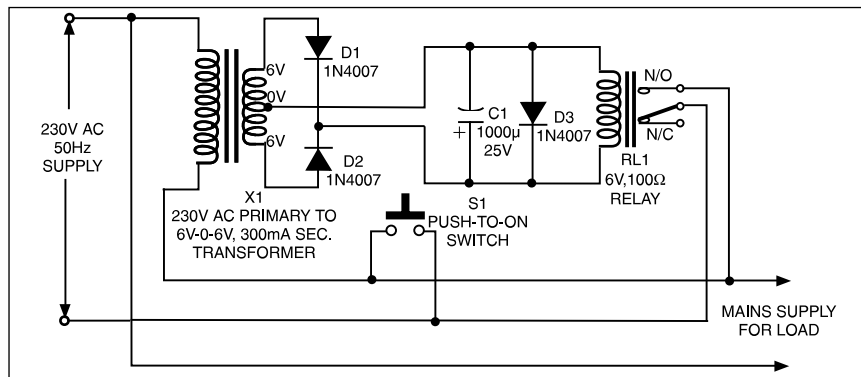 230V AC
50Hz
SUPPLY
6V
0V
6V
X1
230V AC PRIMARY TO
6V-0-6V, 300mA SEC.
TRANSFORMER
D1
1N4007
D2
1N4007
+
C1
1000µ
25V
D3
1N4007
S1
PUSH-TO-ON
SWITCH
N/O
N/C
RL1
6V,100Ω
RELAY
MAINS SUPPLY
FOR LOAD